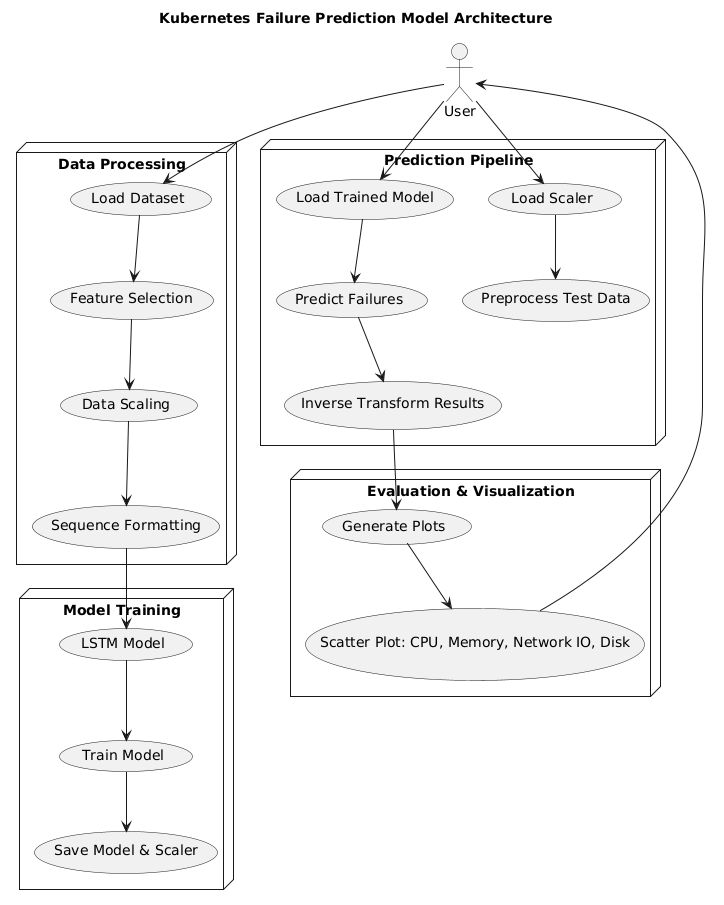 Kubernetes Failure Prediction Model Architecture
User
Data Processing
Load Dataset
Feature Selection
Data Scaling
Sequence Formatting
Model Training
LSTM Model
Train Model
Save Model & Scaler
Prediction Pipeline
Load Trained Model
Load Scaler
Predict Failures
Preprocess Test Data
Inverse Transform Results
Evaluation & Visualization
Generate Plots
Scatter Plot: CPU, Memory, Network IO, Disk